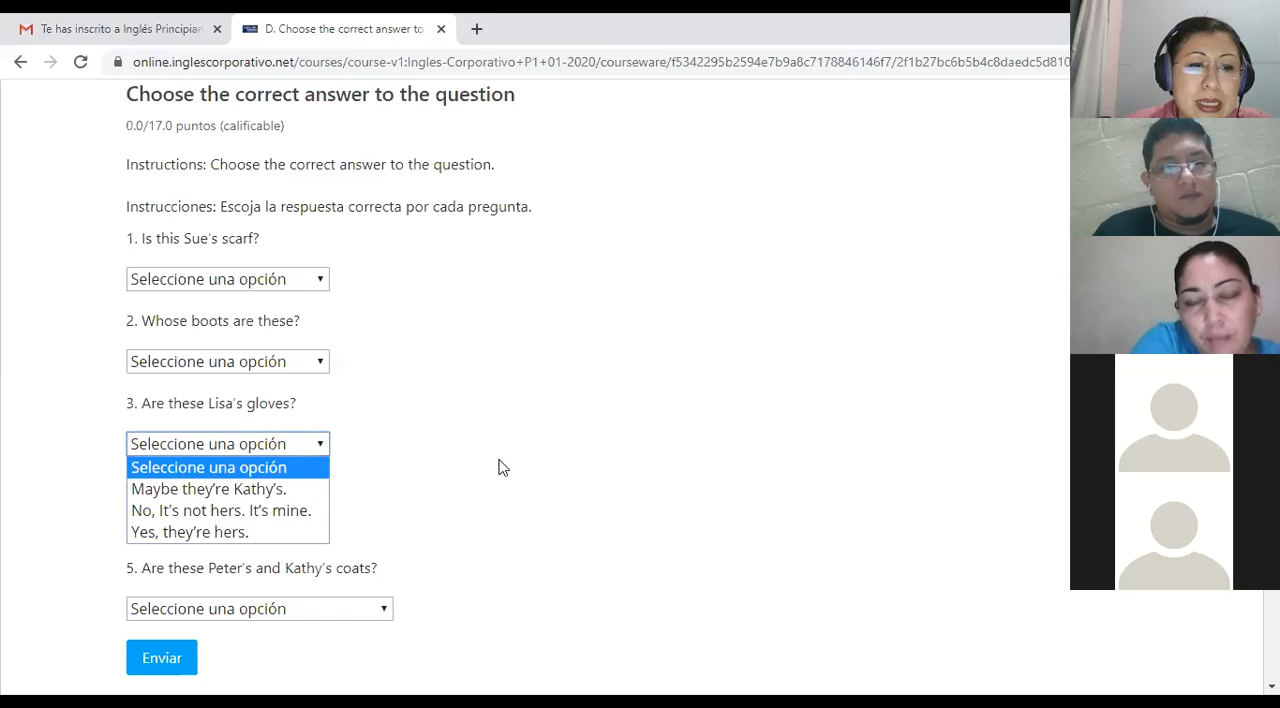 Te has inscrito a Inglés Principian
D. Choose the correct answer to
online.inglescorporativo.net/courses/course-v1:Ingles-Corporativo+P1+01-2020/courseware/f5342295b2594e7b9a8c7178846146f7/2f1b27bc6b5b4c8daedc5d810
Choose the correct answer to the question
0.0/17.0 puntos (calificable)
Instructions: Choose the correct answer to the question.
Instrucciones: Escoja la respuesta correcta por cada pregunta.
1. Is this Sue's scarf?
Seleccione una opción
2. Whose boots are these?
Seleccione una opción
3. Are these Lisa's gloves?
Seleccione una opción
Seleccione una opción
Maybe they're Kathy's.
No, It's not hers. It's mine.
Yes, they're hers.
5. Are these Peter's and Kathy's coats?
Seleccione una opción
Enviar